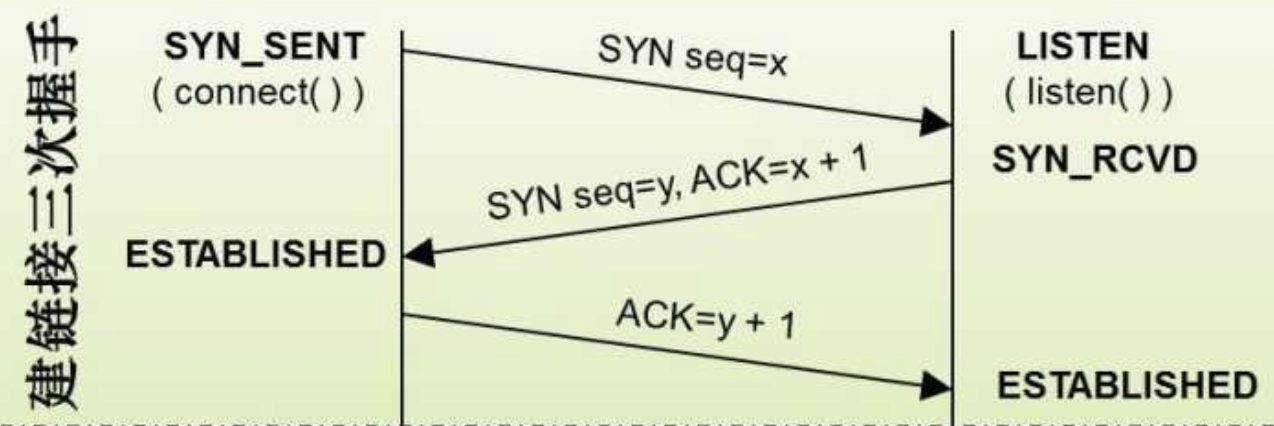 建链接三次握手
SYN_SENT
( connect( ) )
SYN seq=x
LISTEN
( listen( ) )
SYN_RCVD
SYN seq=y, ACK=x + 1
ESTABLISHED
ACK=y + 1
ESTABLISHED